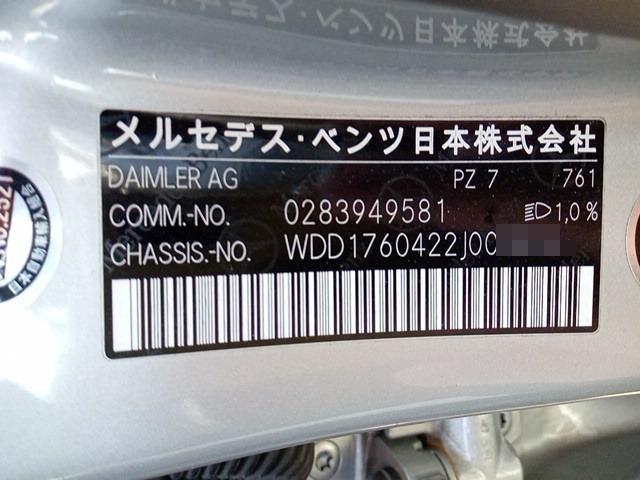 メルセデス・ベンツ日本株式会社
DAIMLER AG PZ 7 761
COMM.-NO. 0283949581 1,0 %
CHASSIS.-NO. WDD1760422J00